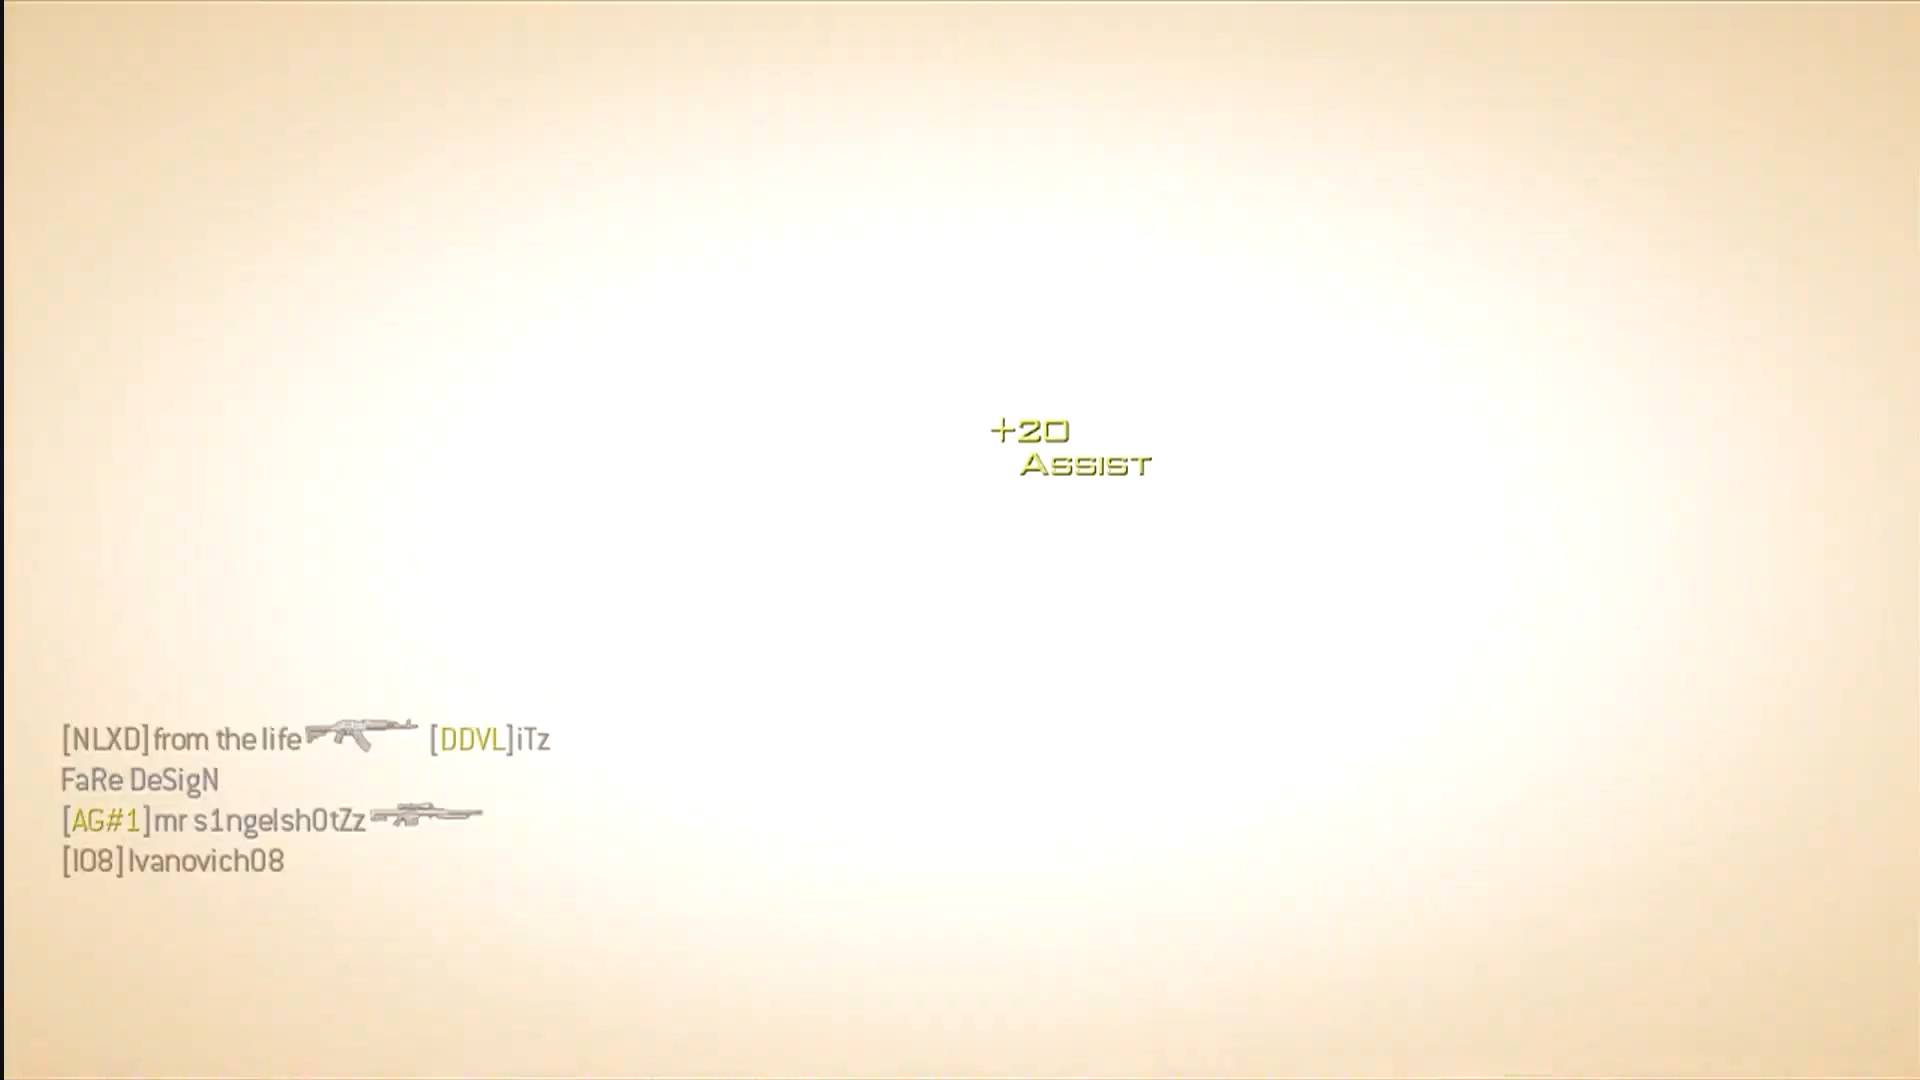 +20
Assist
[NLXD]from the life [DDVL]iTz
FaRe DeSigN
[AG#1]mr s1ngelsh0tZz
[I08]Ivanovich08